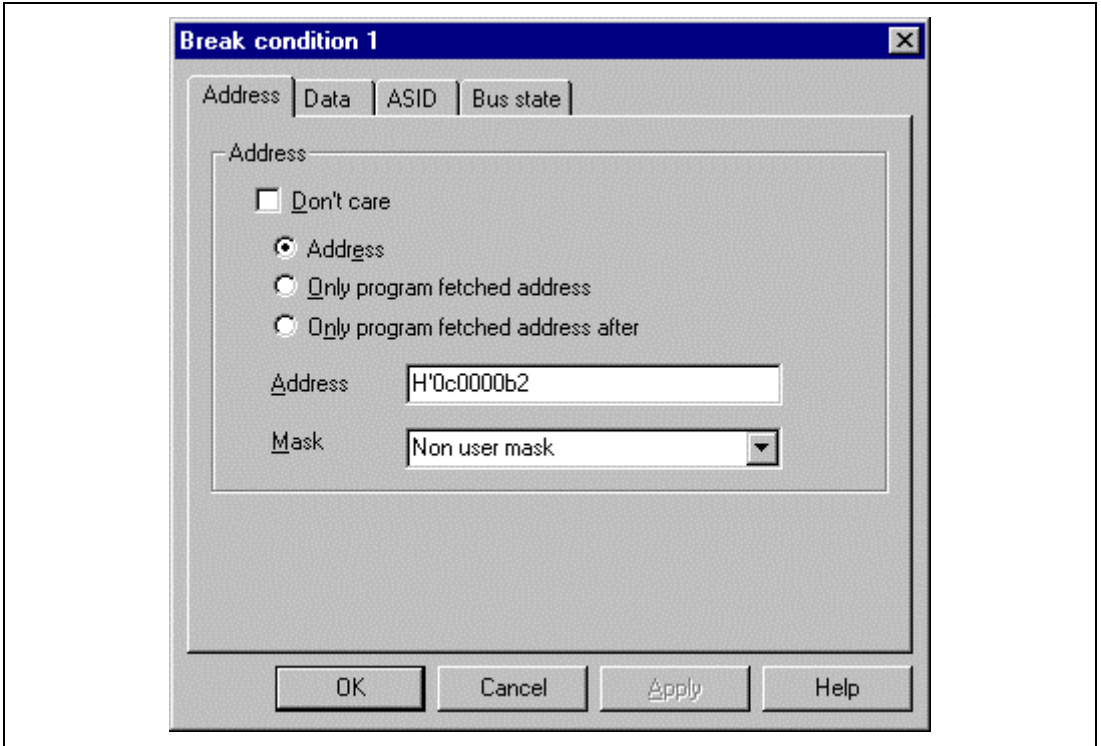 Break condition 1
Address Data ASID Bus state
Address
Don't care
Address
Only program fetched address
Only program fetched address after
Address H'0c0000b2
Mask Non user mask
OK Cancel Apply Help